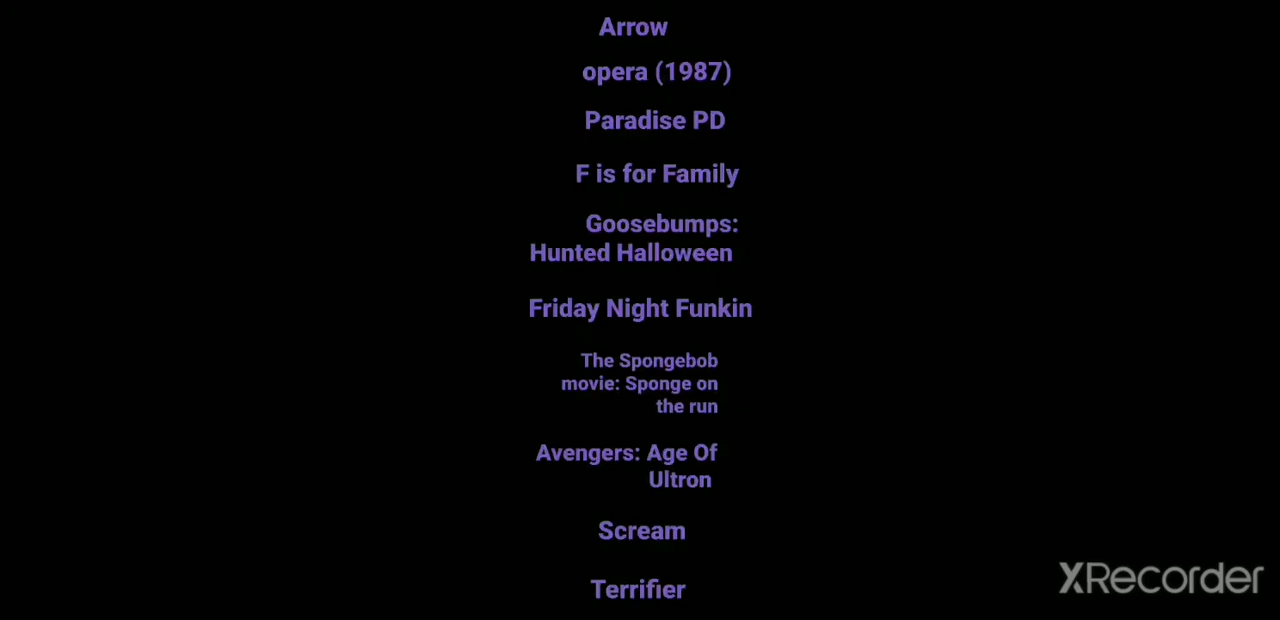 Arrow
opera (1987)
Paradise PD
F is for Family
Goosebumps:
Hunted Halloween
Friday Night Funkin
The Spongebob
movie: Sponge on
the run
Avengers: Age Of
Ultron
Scream
Terrifier
XRecorder